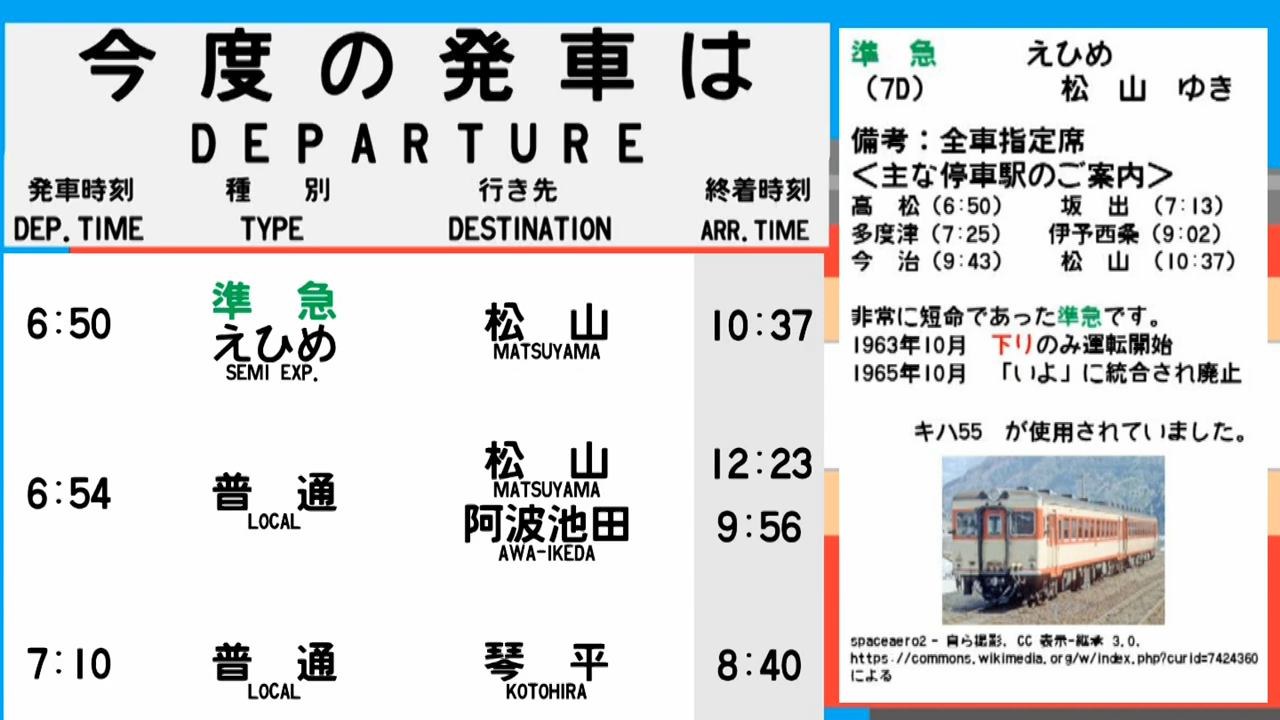 今度の発車は
DEPARTURE
発車時刻 種別 行き先 終着時刻
DEP. TIME TYPE DESTINATION ARR. TIME
6:50 準急 松山 10:37
えひめ MATSUYAMA
SEMI EXP.
松山 12:23
MATSUYAMA
6:54 普通 阿波池田 9:56
LOCAL AWA-IKEDA
7:10 普通 琴平 8:40
LOCAL KOTOHIRA
準急 えひめ
(7D) 松山 ゆき
備考：全車指定席
＜主な停車駅のご案内＞
高松(6:50) 坂出(7:13)
多度津(7:25) 伊予西条(9:02)
今治(9:43) 松山(10:37)
非常に短命であった準急です。
1963年10月 下りのみ運転開始
1965年10月 「いよ」に統合され廃止
キハ55 が使用されていました。
spaceaero2 - 自ら撮影, CC 表示-継承 3.0,
https://commons.wikimedia.org/w/index.php?curid=7424360
による